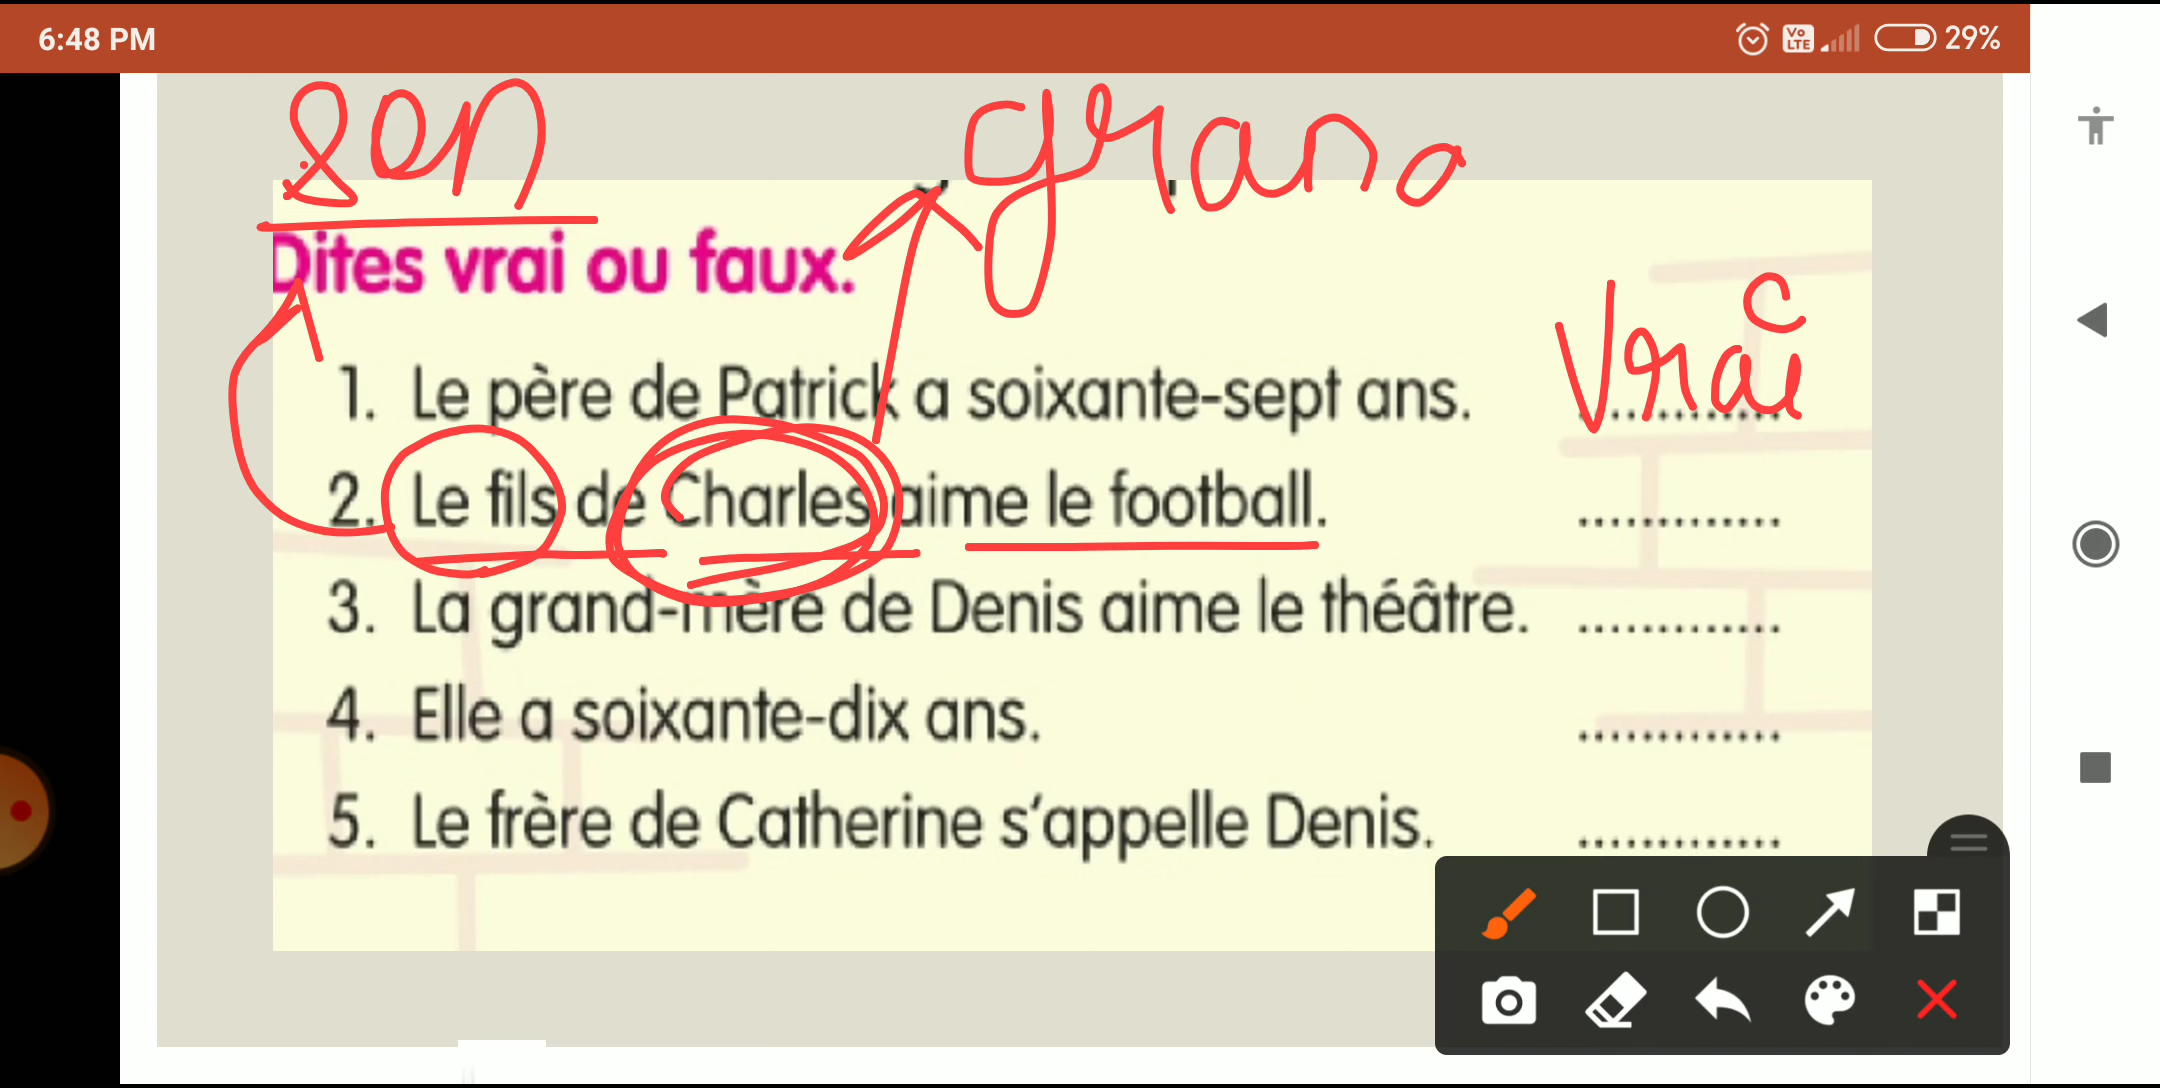 6:48 PM
Vo LTE 29%
son
grand
Dites vrai ou faux.
vrai
1. Le père de Patrick a soixante-sept ans. .............
2. Le fils de Charles aime le football. .............
3. La grand-mère de Denis aime le théâtre. .............
4. Elle a soixante-dix ans. .............
5. Le frère de Catherine s'appelle Denis. .............